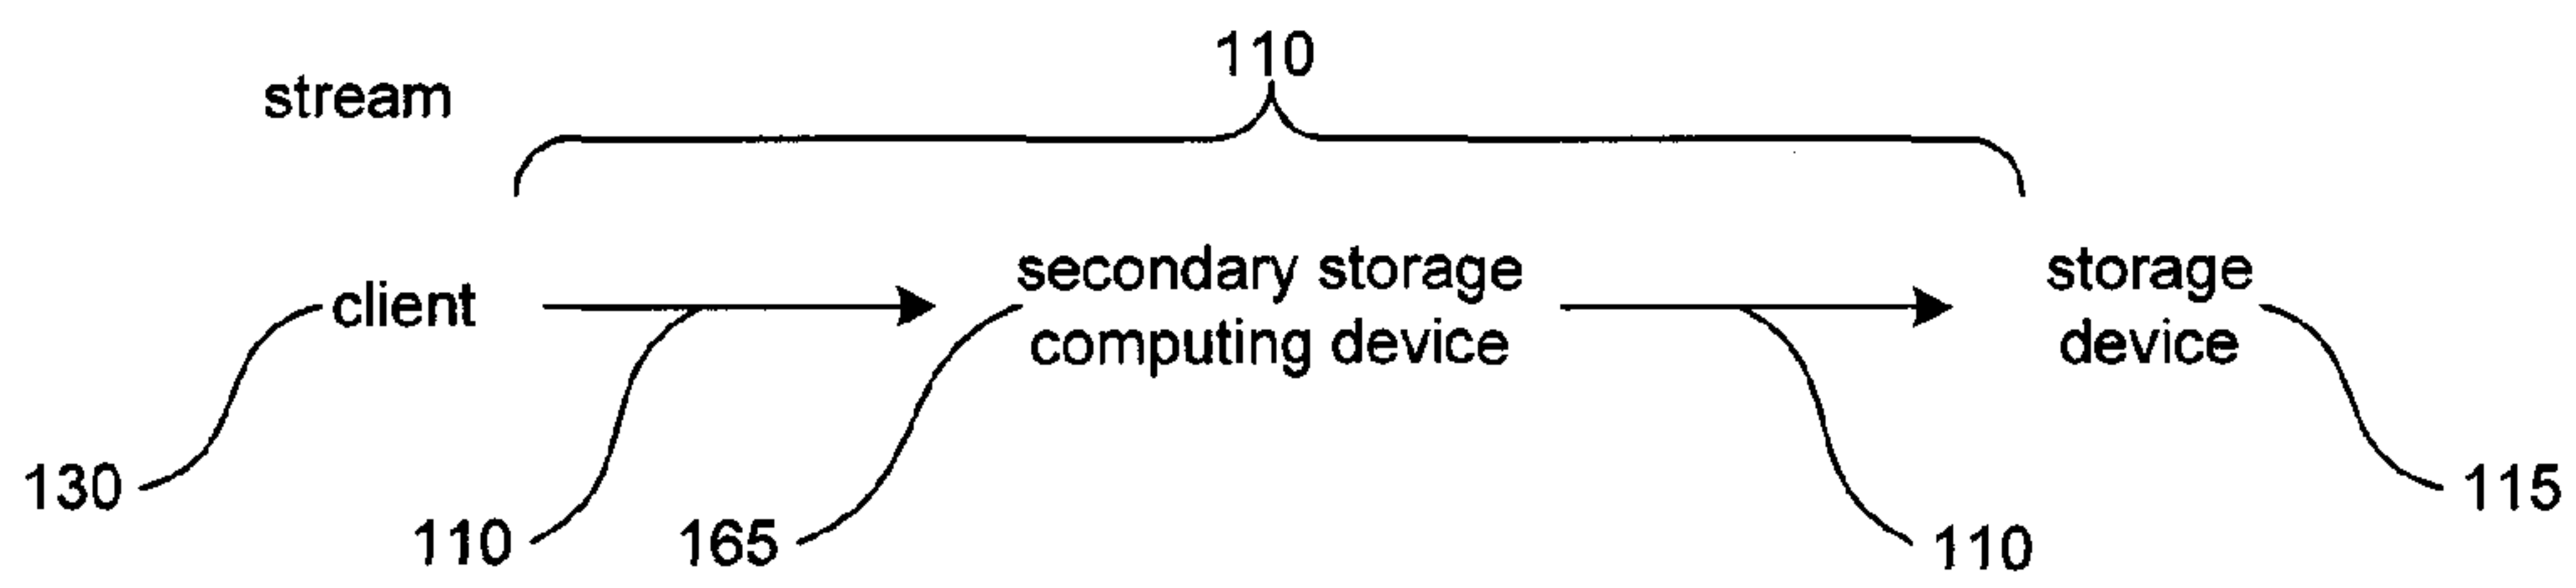 110
stream
client
secondary storage
computing device
storage
device
130
110
165
110
115